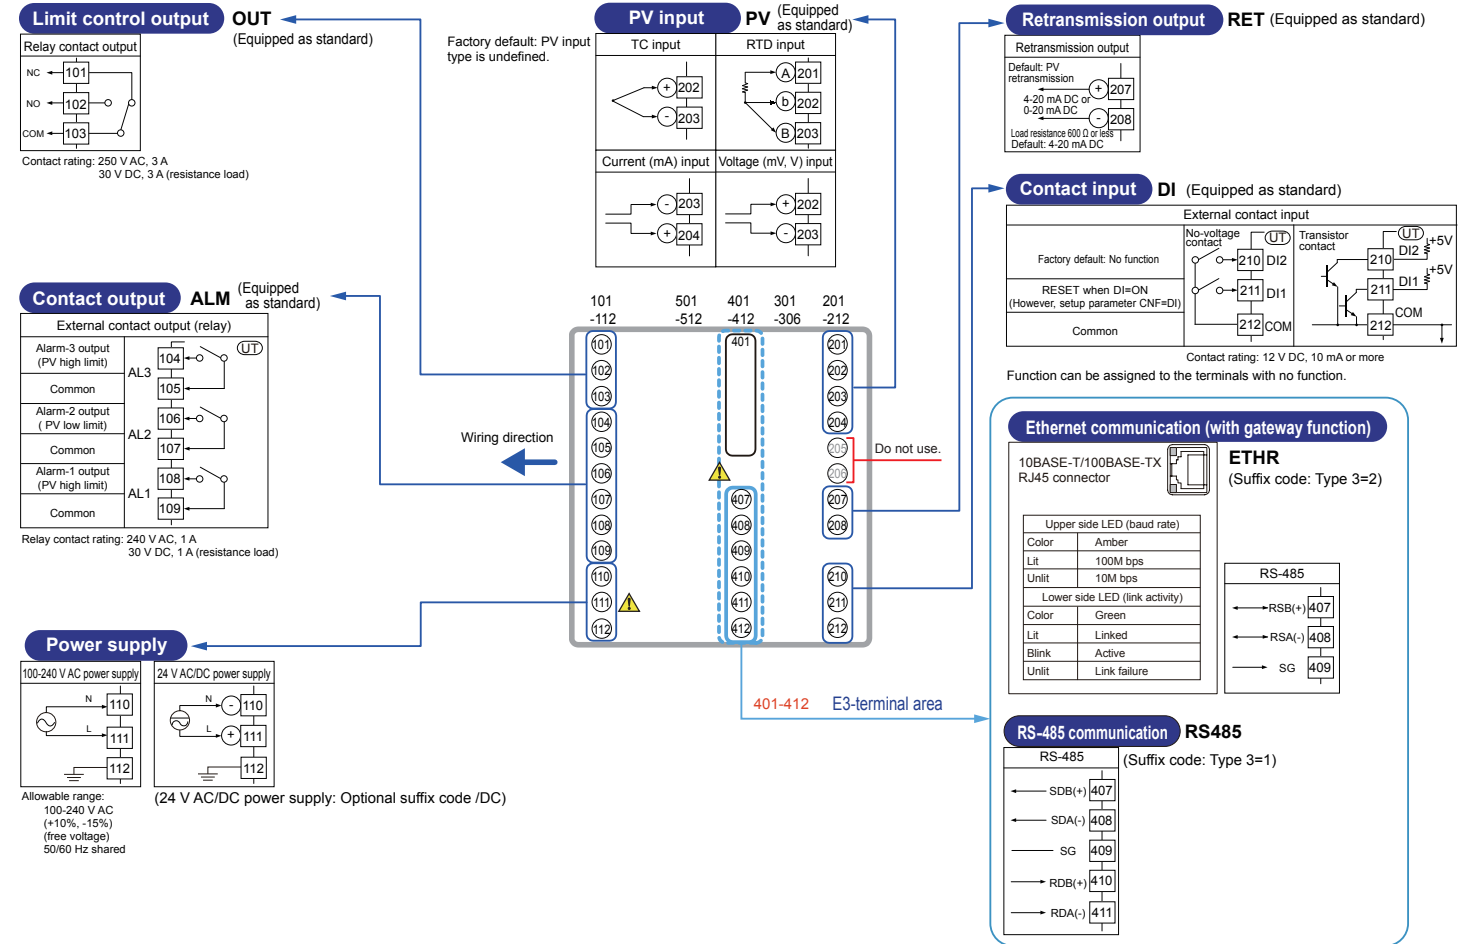 Limit control output OUT
(Equipped as standard)
Relay contact output
NC 101
NO 102
COM 103
Contact rating: 250 V AC, 3 A
30 V DC, 3 A (resistance load)
PV input PV (Equipped
as standard)
Factory default: PV input
type is undefined.
TC input RTD input
+ 202
- 203
A 201
b 202
B 203
Current (mA) input Voltage (mV, V) input
- 203
+ 204
+ 202
- 203
Retransmission output RET (Equipped as standard)
Retransmission output
Default: PV
retransmission
4-20 mA DC or
0-20 mA DC
+ 207
- 208
Load resistance 600 Ω or less
Default: 4-20 mA DC
Contact input DI (Equipped as standard)
External contact input
Factory default: No function
RESET when DI=ON
(However, setup parameter CNF=DI)
Common
No-voltage
contact
UT
210 DI2
211 DI1
212 COM
Transistor
contact
UT
+5V
DI2
210
+5V
DI1
211
COM
212
Contact rating: 12 V DC, 10 mA or more
Function can be assigned to the terminals with no function.
Contact output ALM (Equipped
as standard)
External contact output (relay)
Alarm-3 output
(PV high limit)
AL3
Common
Alarm-2 output
( PV low limit)
AL2
Common
Alarm-1 output
(PV high limit)
AL1
Common
UT
104
105
106
107
108
109
Relay contact rating: 240 V AC, 1 A
30 V DC, 1 A (resistance load)
101
-112
501
-512
401
-412
301
-306
201
-212
101
102
103
104
105
106
107
108
109
110
111
112
401
407
408
409
410
411
412
201
202
203
204
205
206
207
208
210
211
212
Wiring direction
Do not use.
401-412 E3-terminal area
Power supply
100-240 V AC power supply
N 110
L 111
112
24 V AC/DC power supply
N - 110
L + 111
112
Allowable range:
100-240 V AC
(+10%, -15%)
(free voltage)
50/60 Hz shared
(24 V AC/DC power supply: Optional suffix code /DC)
Ethernet communication (with gateway function)
10BASE-T/100BASE-TX
RJ45 connector
ETHR
(Suffix code: Type 3=2)
Upper side LED (baud rate)
Color Amber
Lit 100M bps
Unlit 10M bps
Lower side LED (link activity)
Color Green
Lit Linked
Blink Active
Unlit Link failure
RS-485
RSB(+) 407
RSA(-) 408
SG 409
RS-485 communication RS485
(Suffix code: Type 3=1)
RS-485
SDB(+) 407
SDA(-) 408
SG 409
RDB(+) 410
RDA(-) 411